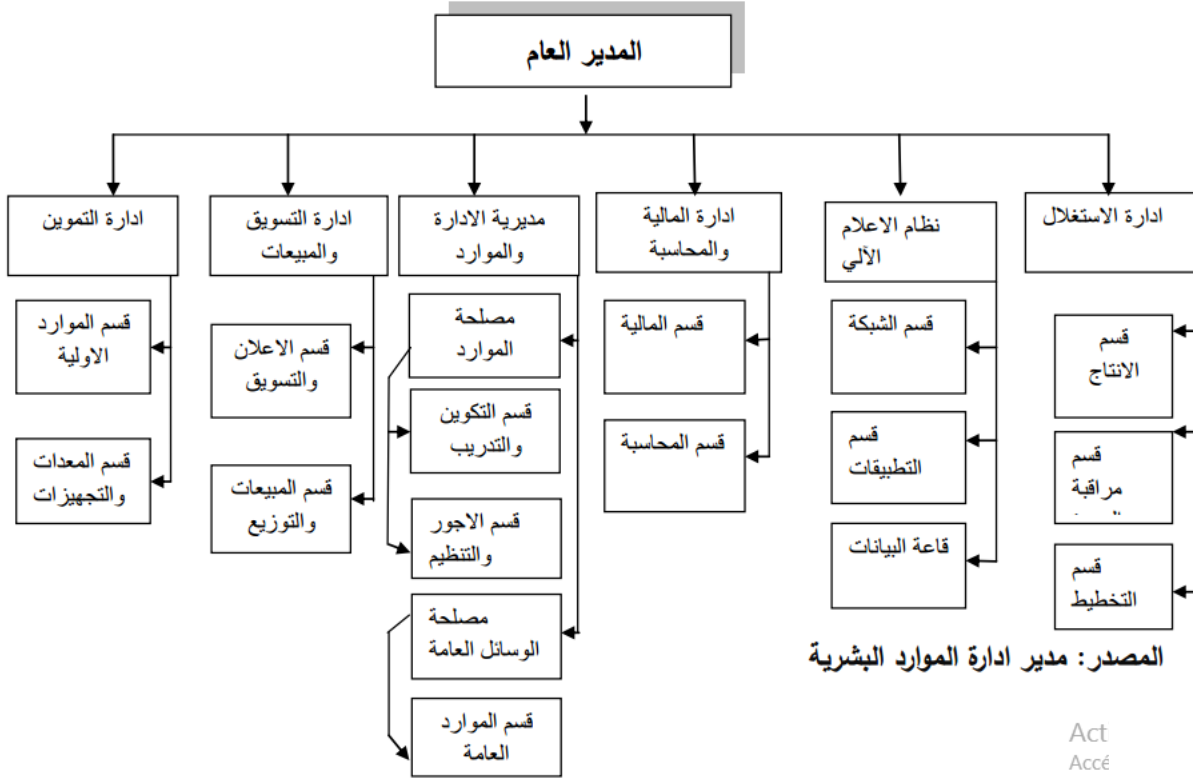 المدير العام
ادارة الاستغلال
نظام الاعلام
الآلي
ادارة المالية
والمحاسبة
مديرية الادارة
والموارد
ادارة التسويق
والمبيعات
ادارة التموين
قسم
الانتاج
قسم
مراقبة
قسم
التخطيط
قسم الشبكة
قسم
التطبيقات
قاعة البيانات
قسم المالية
قسم المحاسبة
مصلحة
الموارد
قسم التكوين
والتدريب
قسم الاجور
والتنظيم
مصلحة
الوسائل العامة
قسم الموارد
العامة
قسم الاعلان
والتسويق
قسم المبيعات
والتوزيع
قسم الموارد
الاولية
قسم المعدات
والتجهيزات
المصدر: مدير ادارة الموارد البشرية
Act
Accé